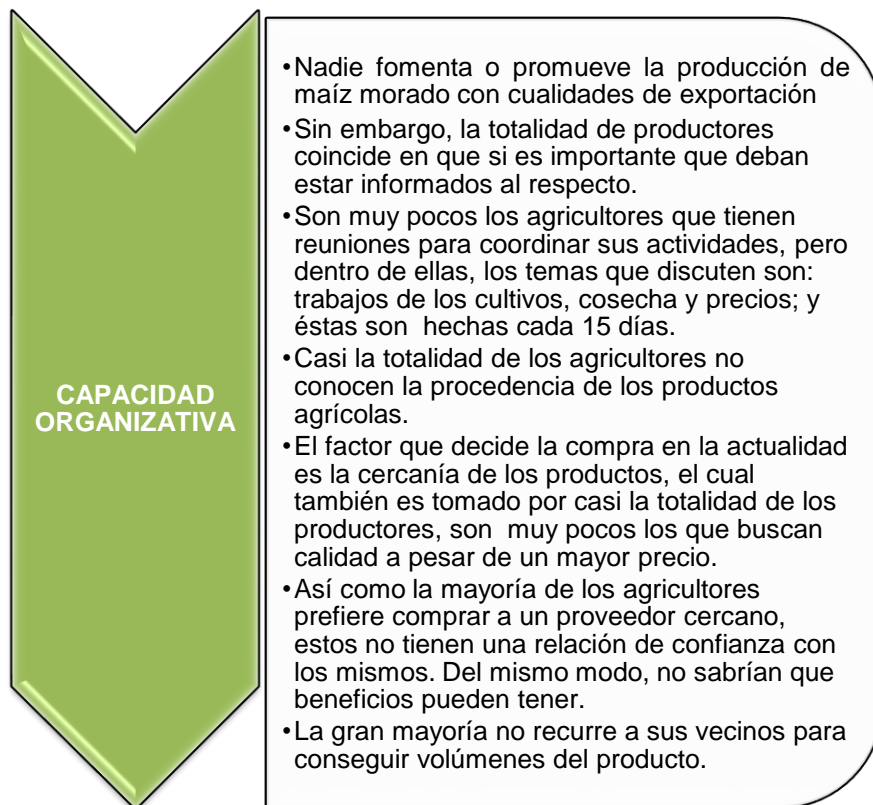 CAPACIDAD
ORGANIZATIVA
•Nadie fomenta o promueve la producción de
maíz morado con cualidades de exportación
•Sin embargo, la totalidad de productores
coincide en que si es importante que deban
estar informados al respecto.
•Son muy pocos los agricultores que tienen
reuniones para coordinar sus actividades, pero
dentro de ellas, los temas que discuten son:
trabajos de los cultivos, cosecha y precios; y
éstas son hechas cada 15 días.
•Casi la totalidad de los agricultores no
conocen la procedencia de los productos
agrícolas.
•El factor que decide la compra en la actualidad
es la cercanía de los productos, el cual
también es tomado por casi la totalidad de los
productores, son muy pocos los que buscan
calidad a pesar de un mayor precio.
•Así como la mayoría de los agricultores
prefiere comprar a un proveedor cercano,
estos no tienen una relación de confianza con
los mismos. Del mismo modo, no sabrían que
beneficios pueden tener.
•La gran mayoría no recurre a sus vecinos para
conseguir volúmenes del producto.